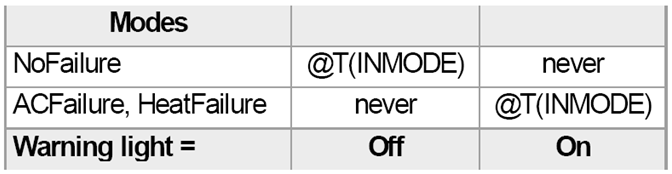 Modes
NoFailure @T(INMODE) never
ACFailure, HeatFailure never @T(INMODE)
Warning light = Off On